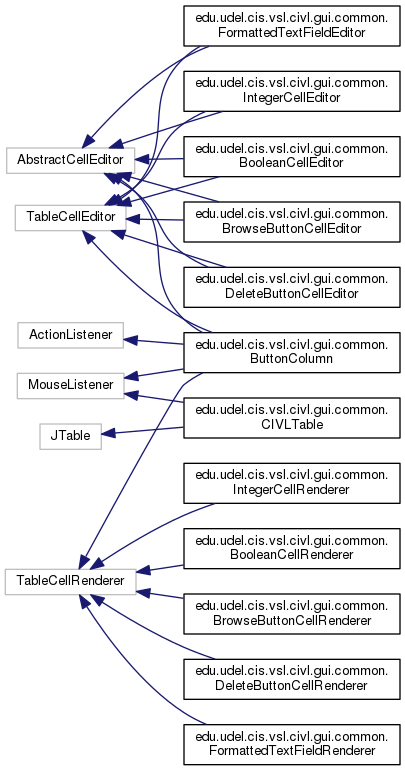 edu.udel.cis.vsl.civl.gui.common.
FormattedTextFieldEditor
edu.udel.cis.vsl.civl.gui.common.
IntegerCellEditor
AbstractCellEditor
edu.udel.cis.vsl.civl.gui.common.
BooleanCellEditor
TableCellEditor
edu.udel.cis.vsl.civl.gui.common.
BrowseButtonCellEditor
edu.udel.cis.vsl.civl.gui.common.
DeleteButtonCellEditor
ActionListener
edu.udel.cis.vsl.civl.gui.common.
ButtonColumn
MouseListener
edu.udel.cis.vsl.civl.gui.common.
CIVLTable
JTable
edu.udel.cis.vsl.civl.gui.common.
IntegerCellRenderer
edu.udel.cis.vsl.civl.gui.common.
BooleanCellRenderer
TableCellRenderer
edu.udel.cis.vsl.civl.gui.common.
BrowseButtonCellRenderer
edu.udel.cis.vsl.civl.gui.common.
DeleteButtonCellRenderer
edu.udel.cis.vsl.civl.gui.common.
FormattedTextFieldRenderer